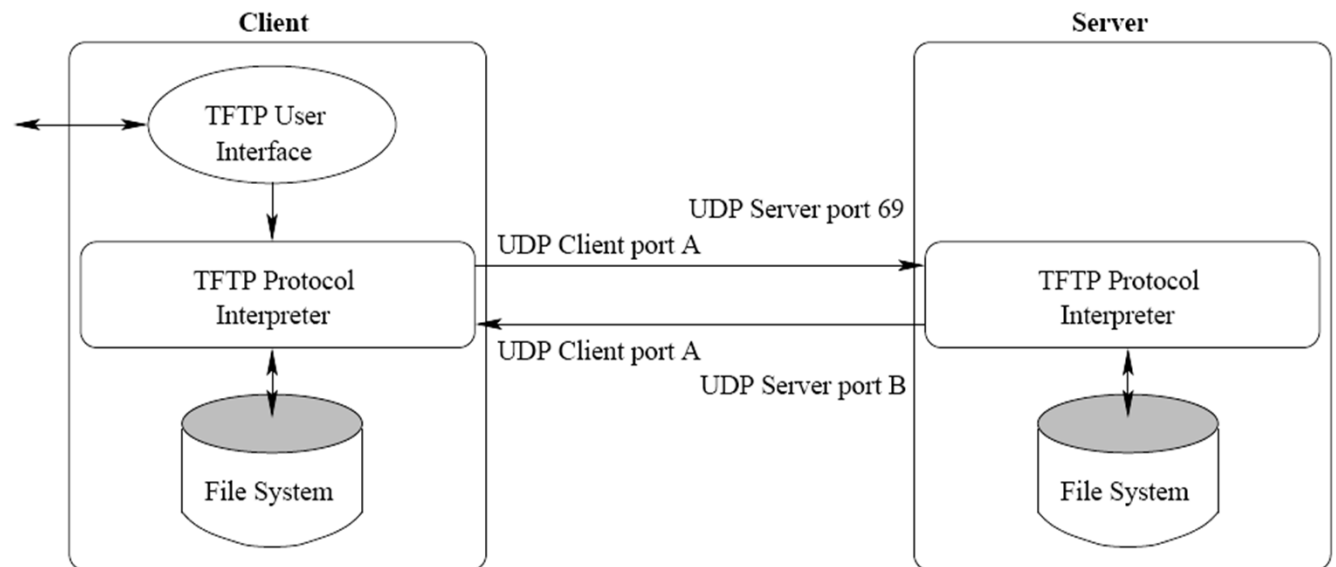 Client
Server
TFTP User
Interface
UDP Server port 69
UDP Client port A
TFTP Protocol
Interpreter
TFTP Protocol
Interpreter
UDP Client port A
UDP Server port B
File System
File System